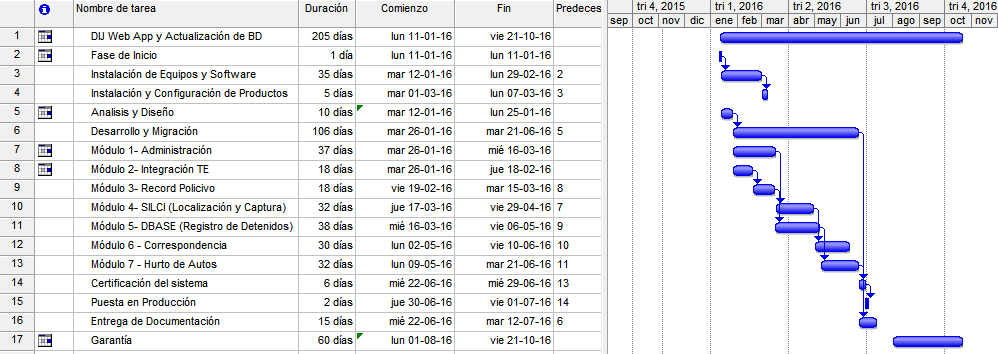 Nombre de tarea Duración Comienzo Fin Predeces tri 4, 2015 tri 1, 2016 tri 2, 2016 tri 3, 2016 tri 4, 2016
sep oct nov dic ene feb mar abr may jun jul ago sep oct nov
1 DIJ Web App y Actualización de BD 205 días lun 11-01-16 vie 21-10-16
2 Fase de Inicio 1 día lun 11-01-16 lun 11-01-16
3 Instalación de Equipos y Software 35 días mar 12-01-16 lun 29-02-16 2
4 Instalación y Configuración de Productos 5 días mar 01-03-16 lun 07-03-16 3
5 Analisis y Diseño 10 días mar 12-01-16 lun 25-01-16
6 Desarrollo y Migración 106 días mar 26-01-16 mar 21-06-16 5
7 Módulo 1- Administración 37 días mar 26-01-16 mié 16-03-16
8 Módulo 2- Integración TE 18 días mar 26-01-16 jue 18-02-16
9 Módulo 3- Record Policivo 18 días vie 19-02-16 mar 15-03-16 8
10 Módulo 4- SILCI (Localización y Captura) 32 días jue 17-03-16 vie 29-04-16 7
11 Módulo 5- DBASE (Registro de Detenidos) 38 días mié 16-03-16 vie 06-05-16 9
12 Módulo 6 - Correspondencia 30 días lun 02-05-16 vie 10-06-16 10
13 Módulo 7 - Hurto de Autos 32 días lun 09-05-16 mar 21-06-16 11
14 Certificación del sistema 6 días mié 22-06-16 mié 29-06-16 13
15 Puesta en Producción 2 días jue 30-06-16 vie 01-07-16 14
16 Entrega de Documentación 15 días mié 22-06-16 mar 12-07-16 6
17 Garantía 60 días lun 01-08-16 vie 21-10-16